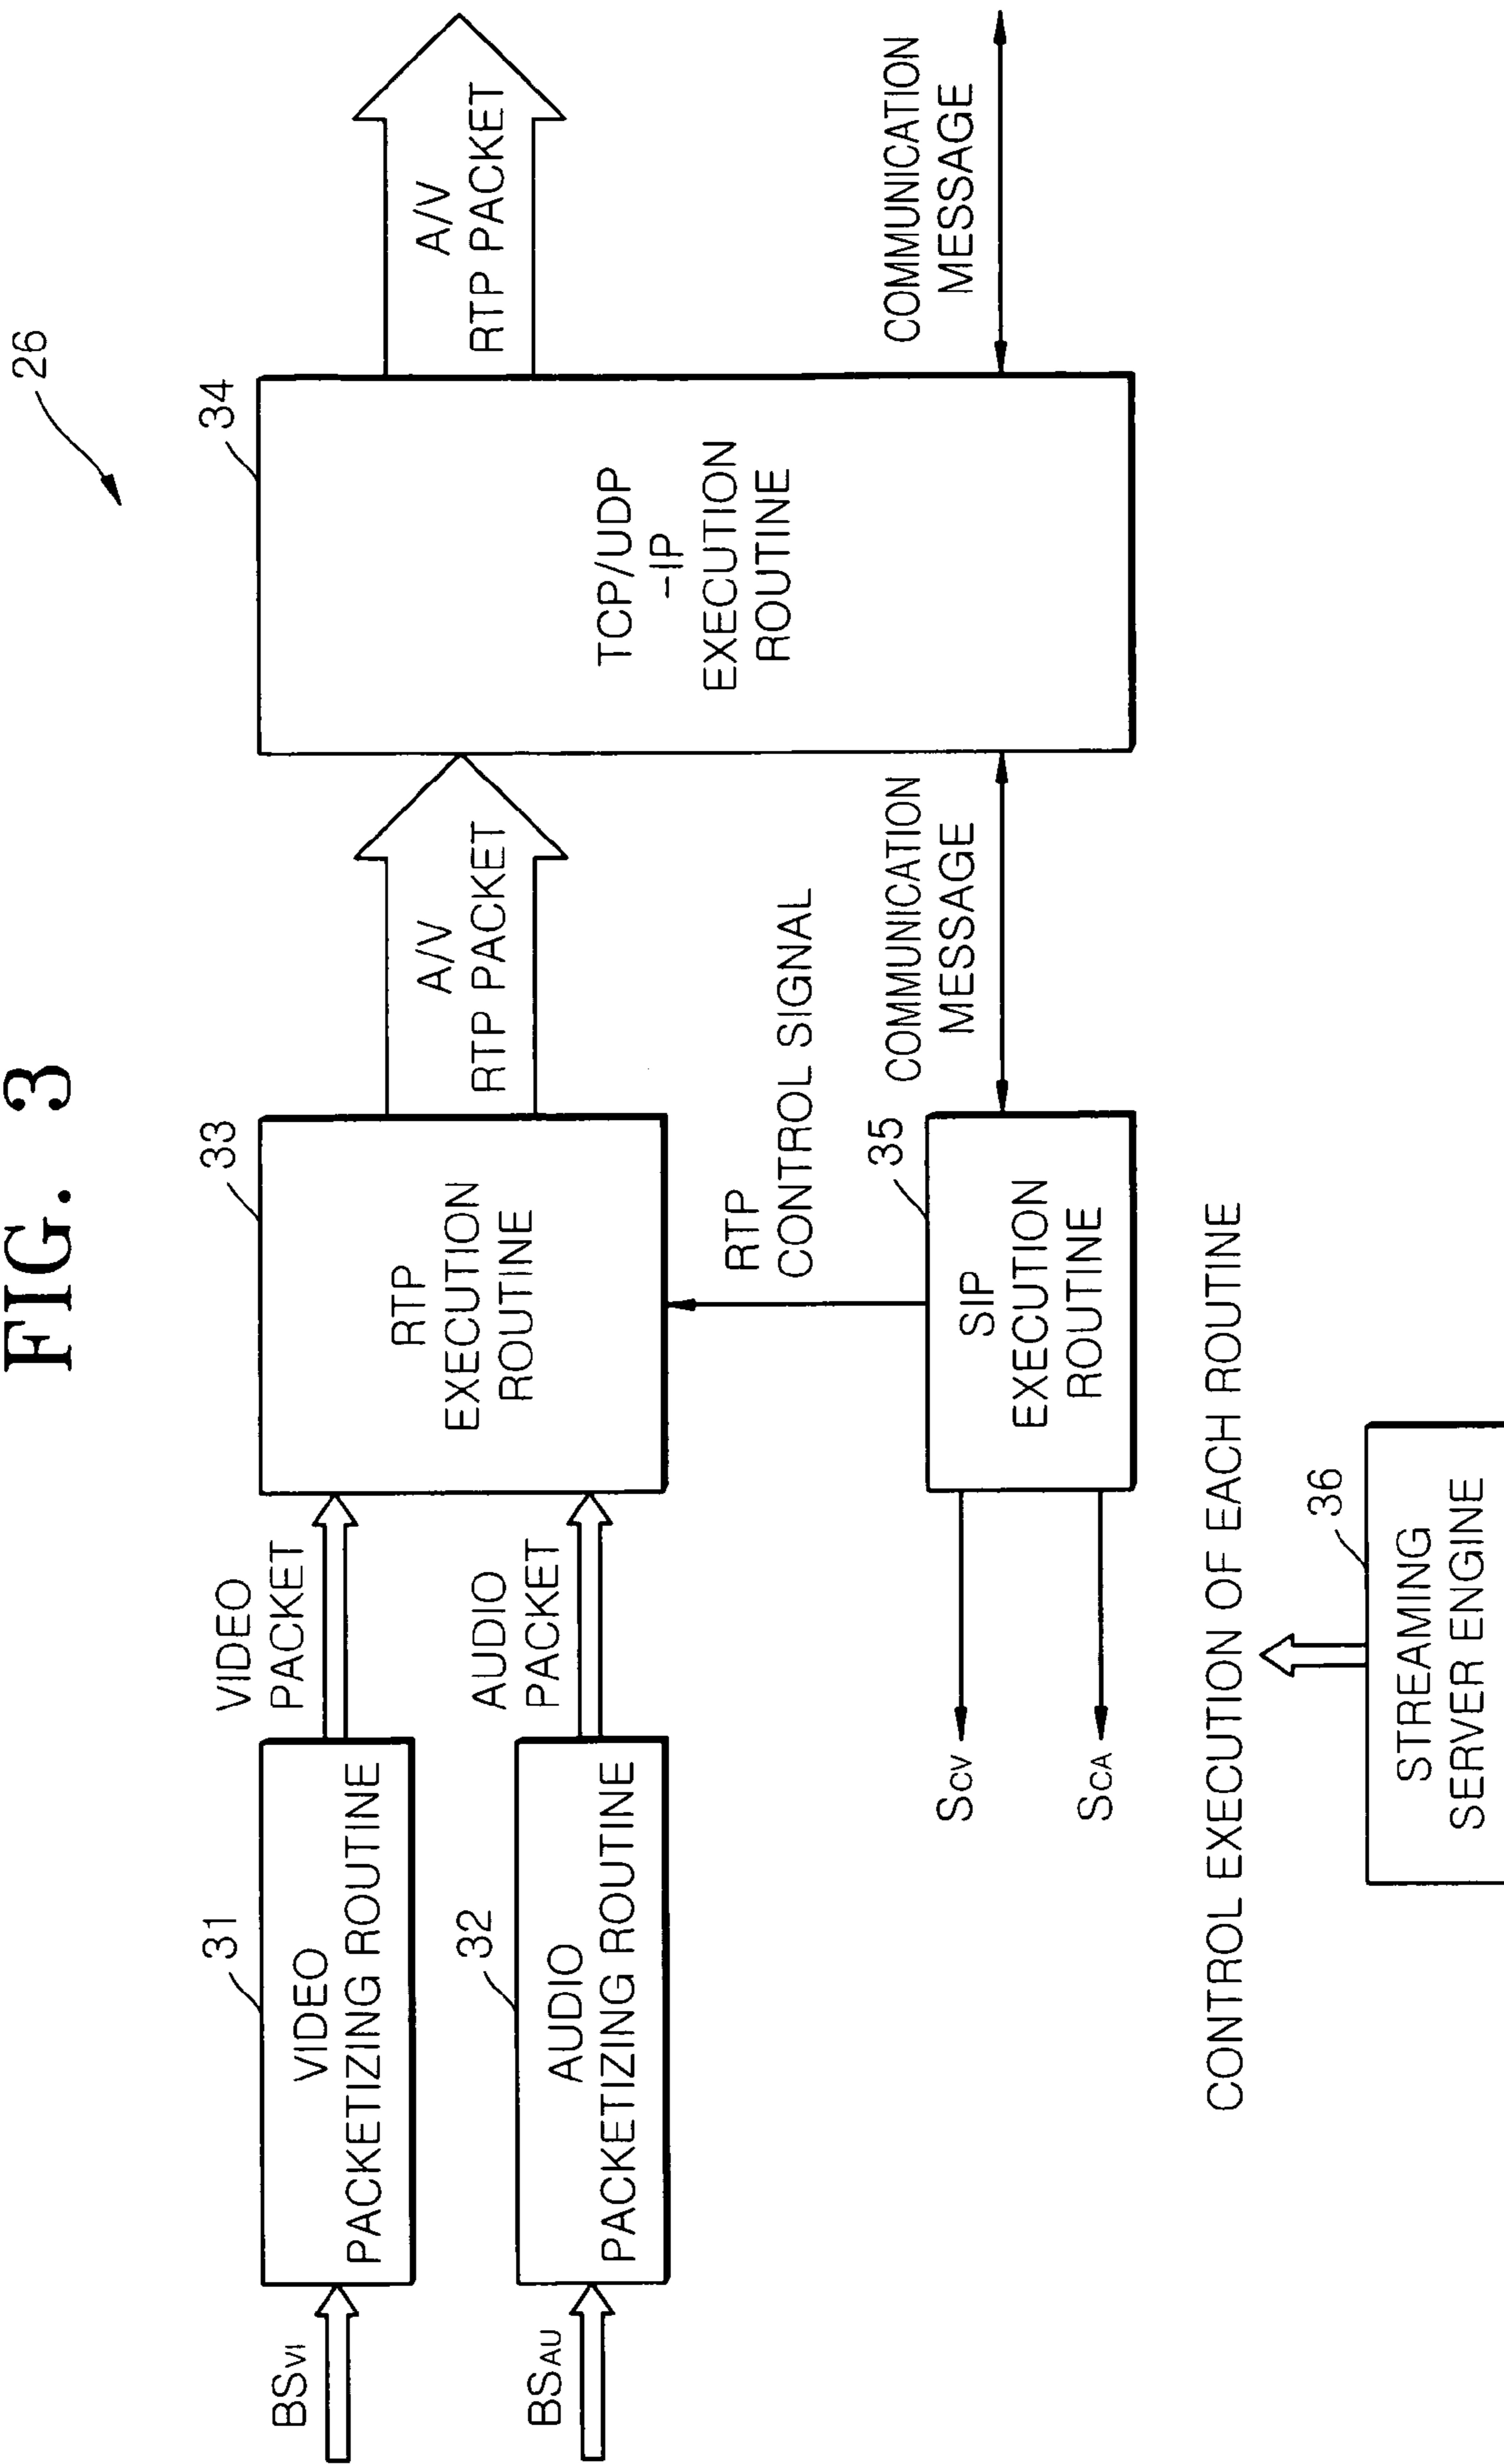 FIG. 3
26
BSVI
31
VIDEO
PACKETIZING ROUTINE
VIDEO
PACKET
33
RTP
EXECUTION
ROUTINE
A/V
RTP PACKET
34
TCP/UDP
-IP
EXECUTION
ROUTINE
A/V
RTP PACKET
BSAU
32
AUDIO
PACKETIZING ROUTINE
AUDIO
PACKET
RTP
CONTROL SIGNAL
SCV
SCA
35
SIP
EXECUTION
ROUTINE
COMMUNICATION
MESSAGE
COMMUNICATION
MESSAGE
CONTROL EXECUTION OF EACH ROUTINE
36
STREAMING
SERVER ENGINE